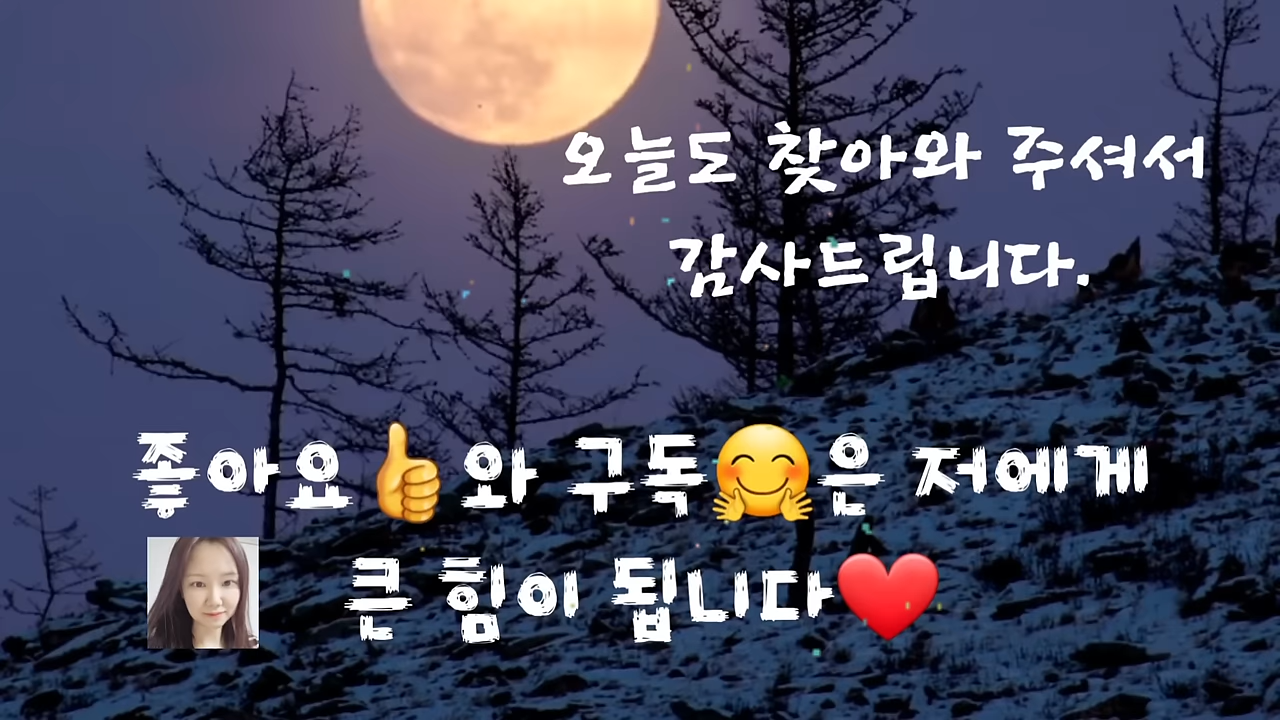 오늘도 찾아와 주셔서
감사드립니다.
좋아요👍와 구독🤗은 저에게
큰 힘이 됩니다❤️